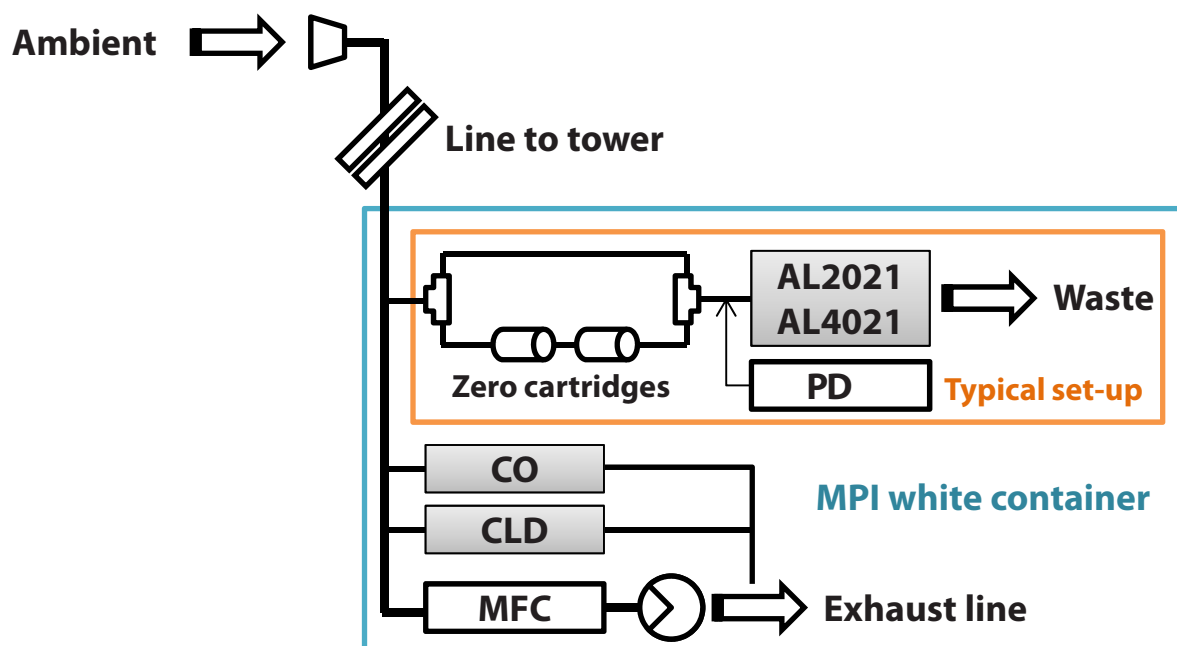 Ambient
Line to tower
AL2021
AL4021
Waste
Zero cartridges
PD
Typical set-up
CO
MPI white container
CLD
MFC
Exhaust line